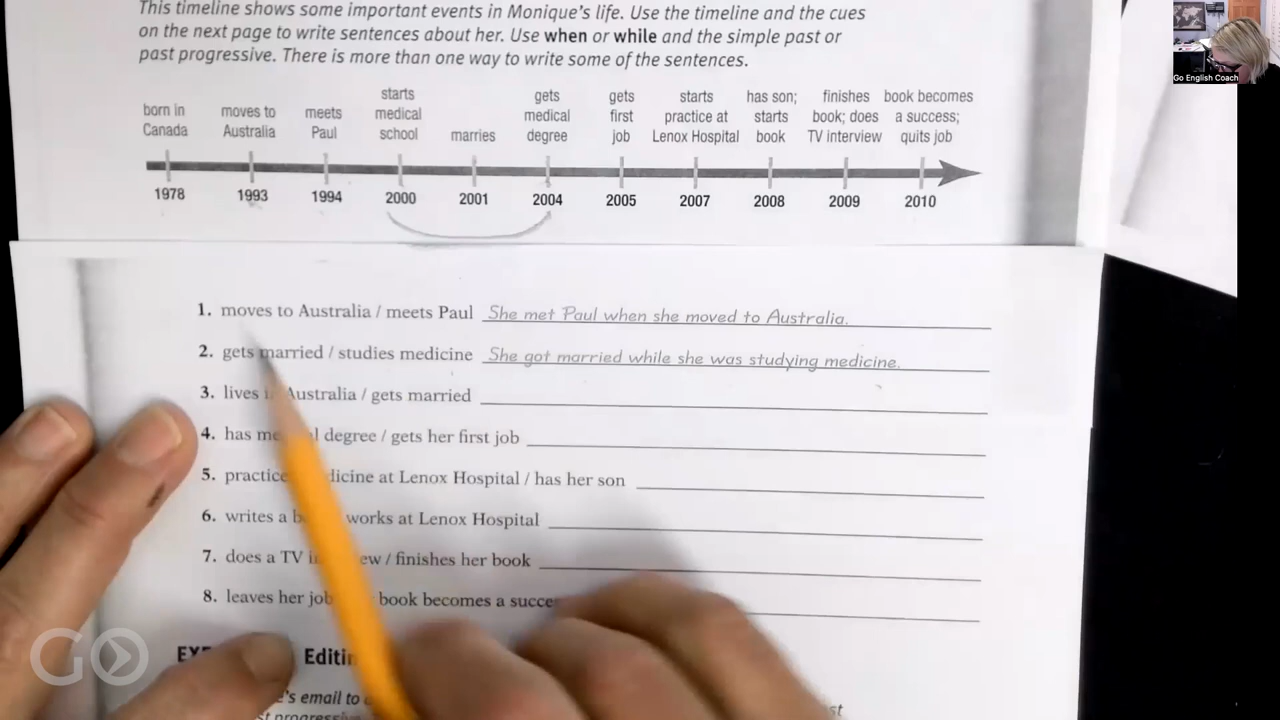 This timeline shows some important events in Monique's life. Use the timeline and the cues
on the next page to write sentences about her. Use when or while and the simple past or
past progressive. There is more than one way to write some of the sentences.
born in Canada
moves to Australia
meets Paul
starts medical school
marries
gets medical degree
gets first job
starts practice at Lenox Hospital
has son; starts book
finishes book; does TV interview
book becomes a success; quits job
1978 1993 1994 2000 2001 2004 2005 2007 2008 2009 2010
1. moves to Australia / meets Paul She met Paul when she moved to Australia.
2. gets married / studies medicine She got married while she was studying medicine.
3. lives Australia / gets married
4. has degree / gets her first job
5. at Lenox Hospital / has her son
6. writes a works at Lenox Hospital
7. does a TV / finishes her book
8. leaves her book becomes a
Go English Coach
GO
's email to